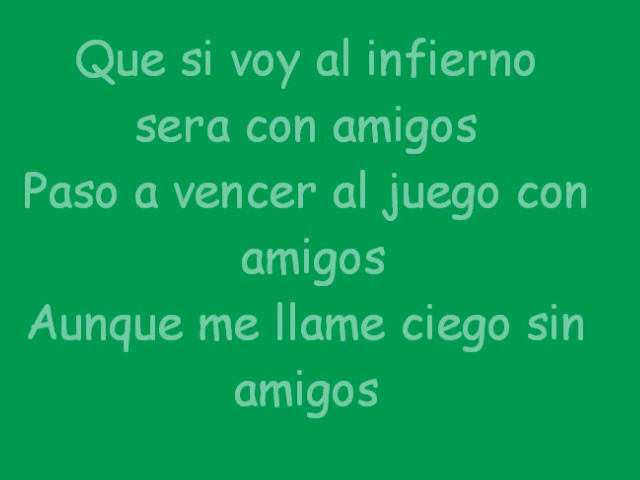 Que si voy al infierno
sera con amigos
Paso a vencer al juego con
amigos
Aunque me llame ciego sin
amigos